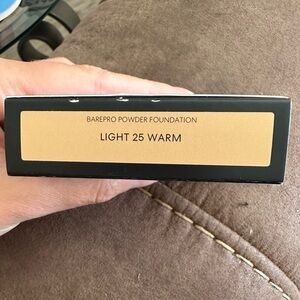 BAREPRO POWDER FOUNDATION
LIGHT 25 WARM